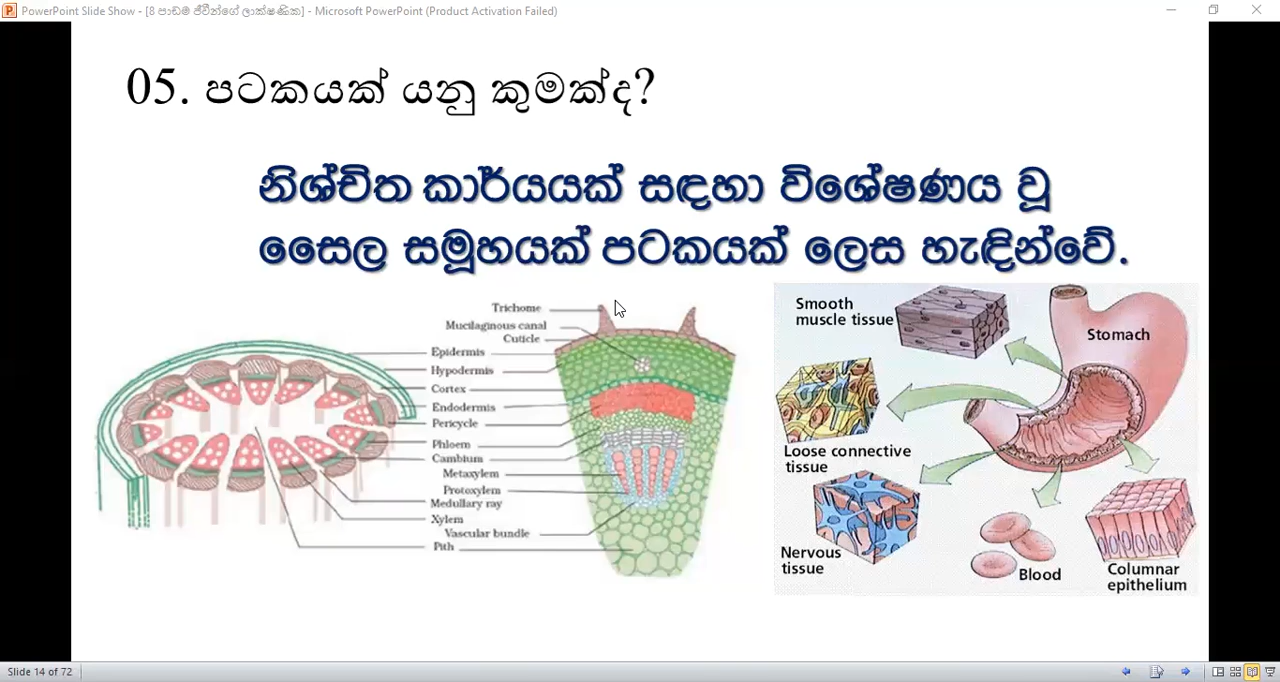 PowerPoint Slide Show - [8 පාඩම ජීවීන්ගේ ලාක්ෂණික] - Microsoft PowerPoint (Product Activation Failed)
05. පටකයක් යනු කුමක්ද?
නිශ්චිත කාර්යයක් සඳහා විශේෂණය වූ
සෛල සමූහයක් පටකයක් ලෙස හැඳින්වේ.
Trichome
Mucilaginous canal
Cuticle
Epidermis
Hypodermis
Cortex
Endodermis
Pericycle
Phloem
Cambium
Metaxylem
Protoxylem
Medullary ray
Xylem
Vascular bundle
Pith
Smooth
muscle tissue
Stomach
Loose connective
tissue
Nervous
tissue
Blood
Columnar
epithelium
Slide 14 of 72